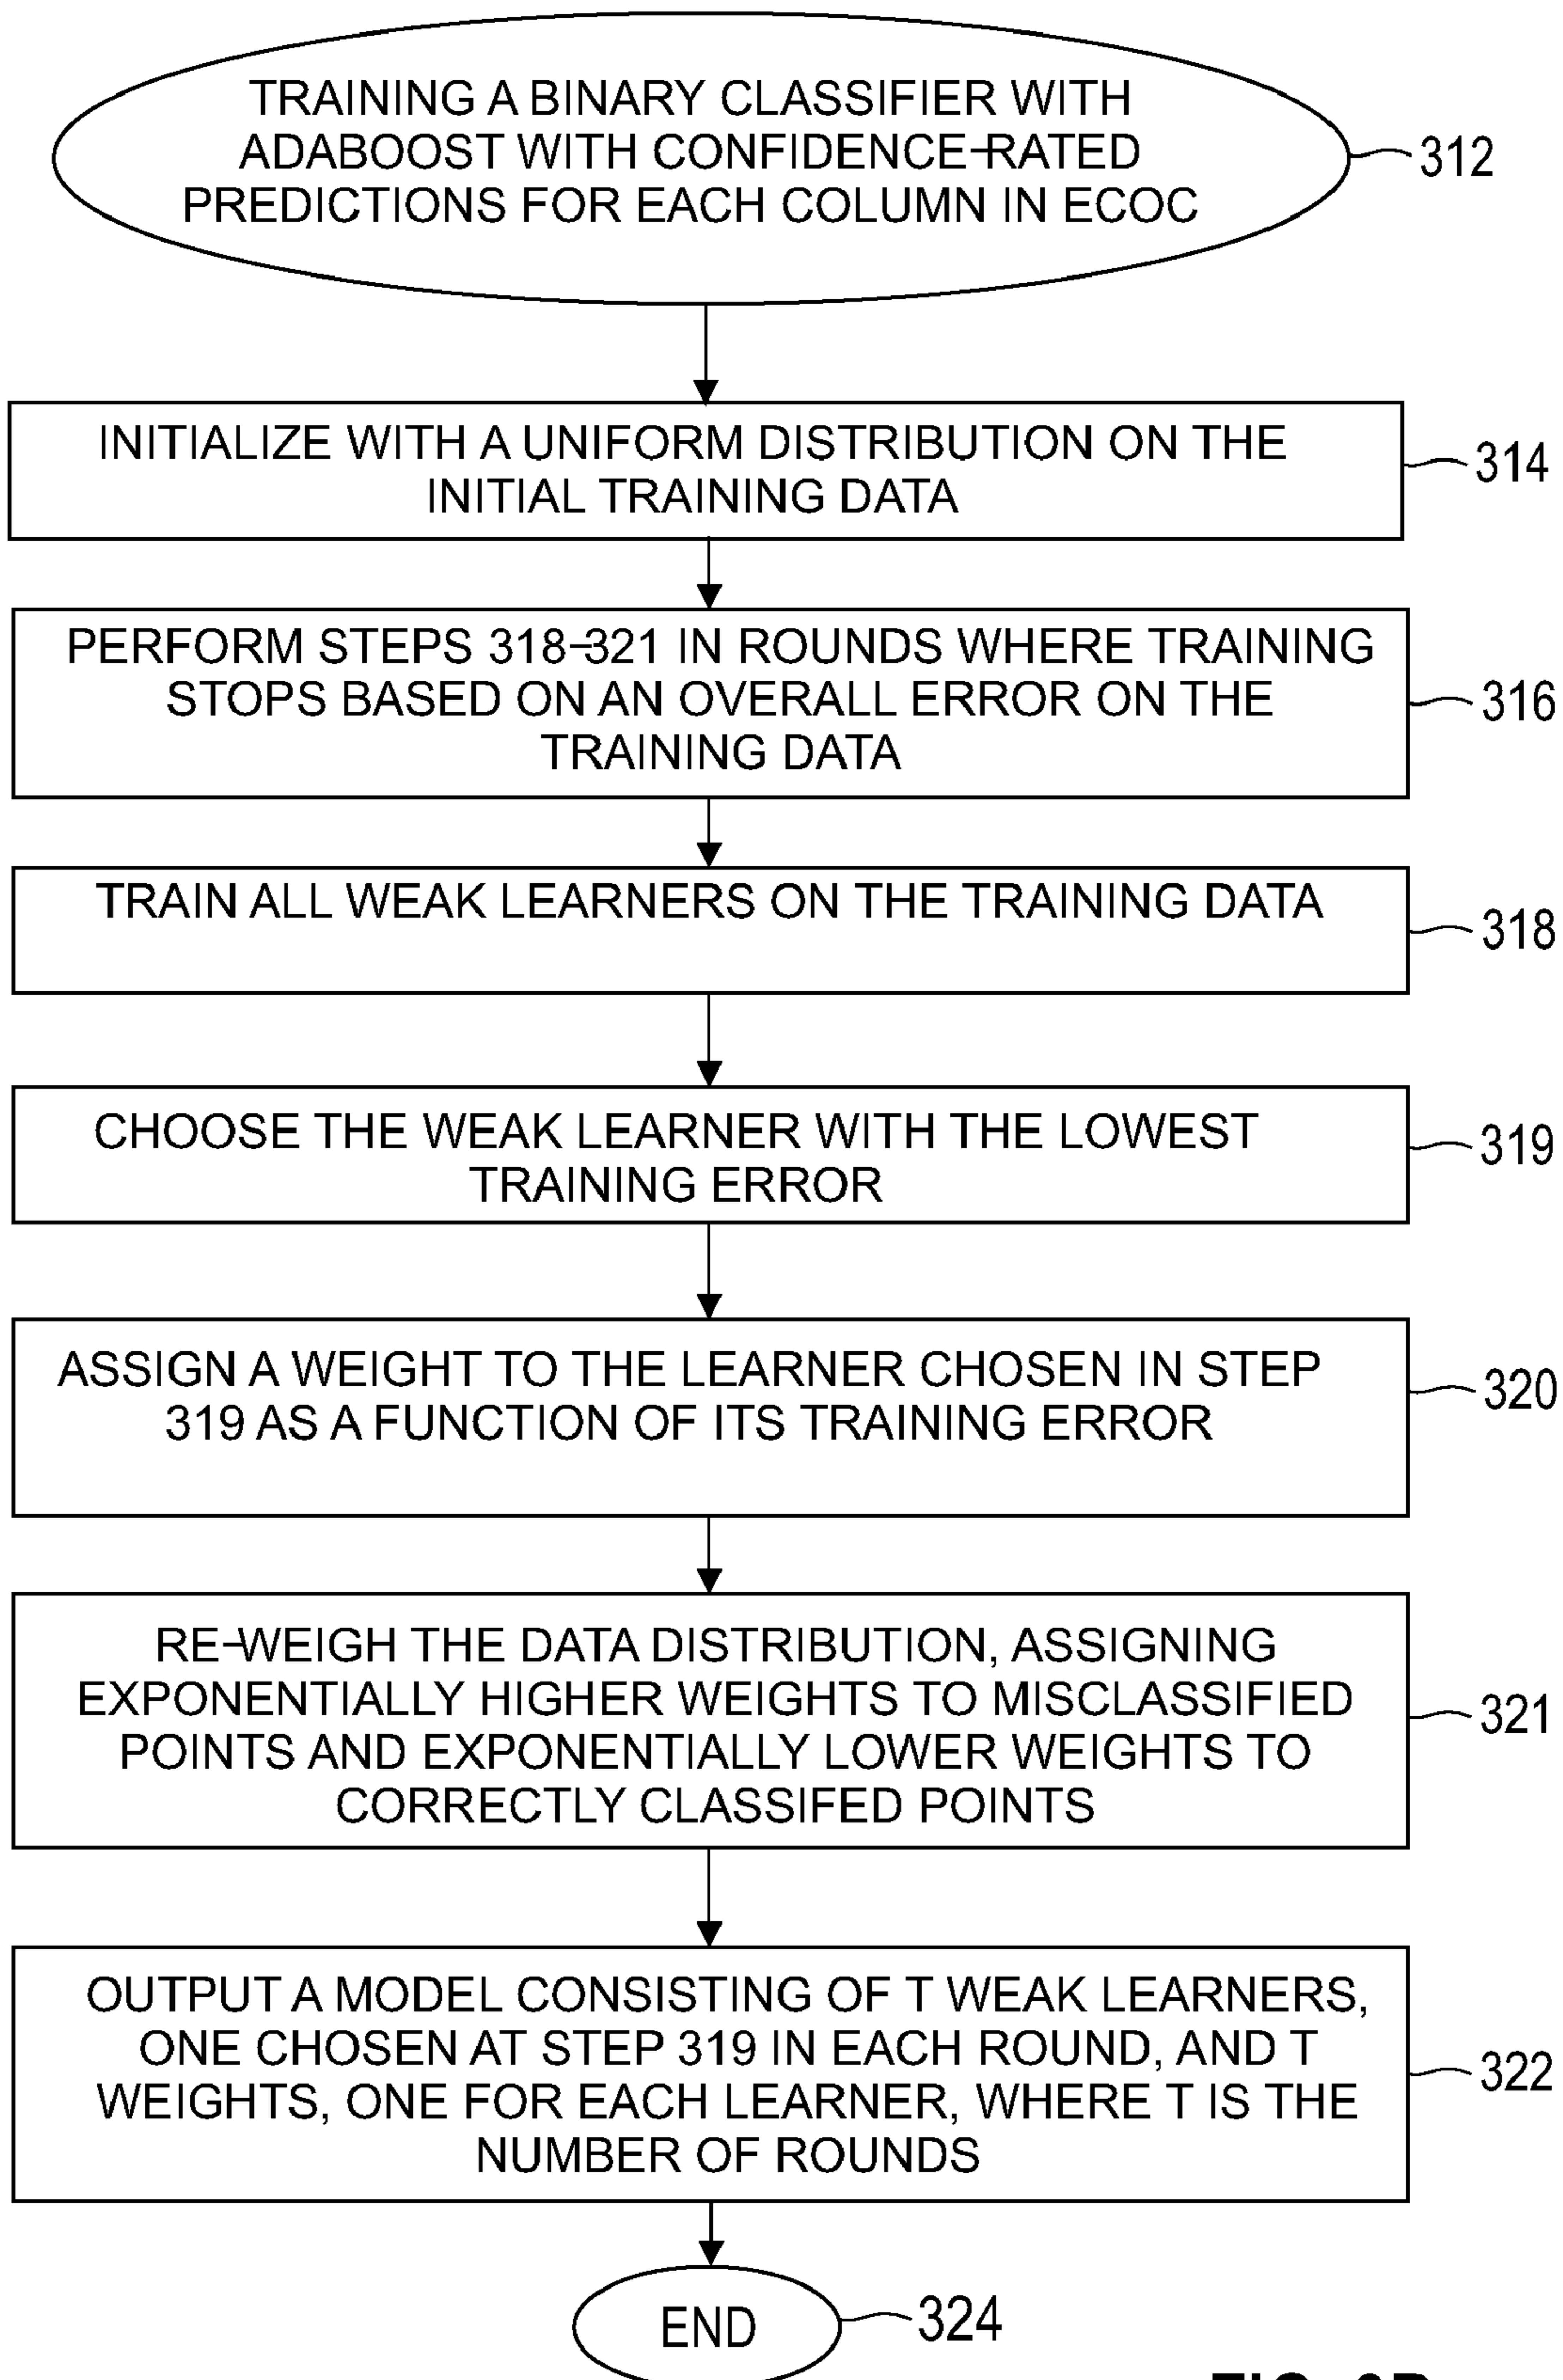 TRAINING A BINARY CLASSIFIER WITH
ADABOOST WITH CONFIDENCE-RATED
PREDICTIONS FOR EACH COLUMN IN ECOC
312
INITIALIZE WITH A UNIFORM DISTRIBUTION ON THE
INITIAL TRAINING DATA
314
PERFORM STEPS 318-321 IN ROUNDS WHERE TRAINING
STOPS BASED ON AN OVERALL ERROR ON THE
TRAINING DATA
316
TRAIN ALL WEAK LEARNERS ON THE TRAINING DATA
318
CHOOSE THE WEAK LEARNER WITH THE LOWEST
TRAINING ERROR
319
ASSIGN A WEIGHT TO THE LEARNER CHOSEN IN STEP
319 AS A FUNCTION OF ITS TRAINING ERROR
320
RE-WEIGH THE DATA DISTRIBUTION, ASSIGNING
EXPONENTIALLY HIGHER WEIGHTS TO MISCLASSIFIED
POINTS AND EXPONENTIALLY LOWER WEIGHTS TO
CORRECTLY CLASSIFED POINTS
321
OUTPUT A MODEL CONSISTING OF T WEAK LEARNERS,
ONE CHOSEN AT STEP 319 IN EACH ROUND, AND T
WEIGHTS, ONE FOR EACH LEARNER, WHERE T IS THE
NUMBER OF ROUNDS
322
END
324